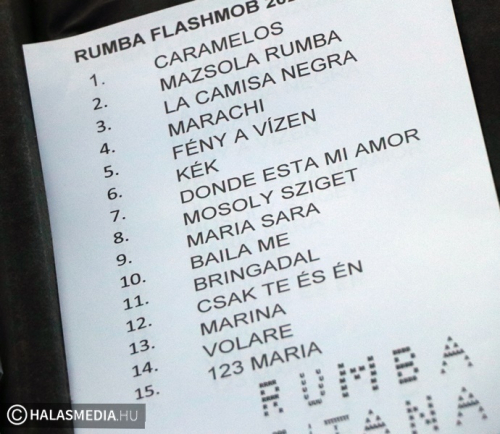 RUMBA FLASHMOB
1. CARAMELOS
2. MAZSOLA RUMBA
3. LA CAMISA NEGRA
4. MARACHI
5. FÉNY A VÍZEN
6. KÉK
7. DONDE ESTA MI AMOR
8. MOSOLY SZIGET
9. MARIA SARA
10. BAILA ME
11. BRINGADAL
12. CSAK TE ÉS ÉN
13. MARINA
14. VOLARE
15. 123 MARIA
RUMBA
© HALASMEDIA.HU